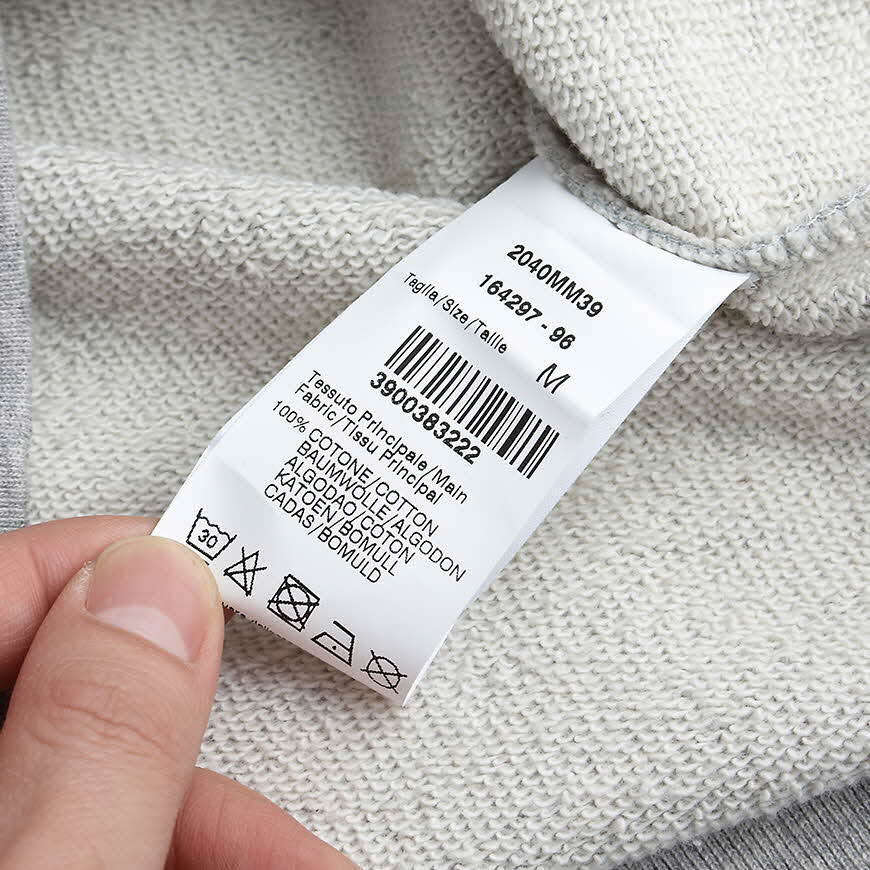 2040MM39
164297 - 96
Taglia/Size/Taille
M
3900383222
Tessuto Principale/Main
Fabric/Tissu Principal
100% COTONE/COTTON
BAUMWOLLE/ALGODON
ALGODAO/COTON
KATOEN/BOMULL
CADAS/BOMULD
30